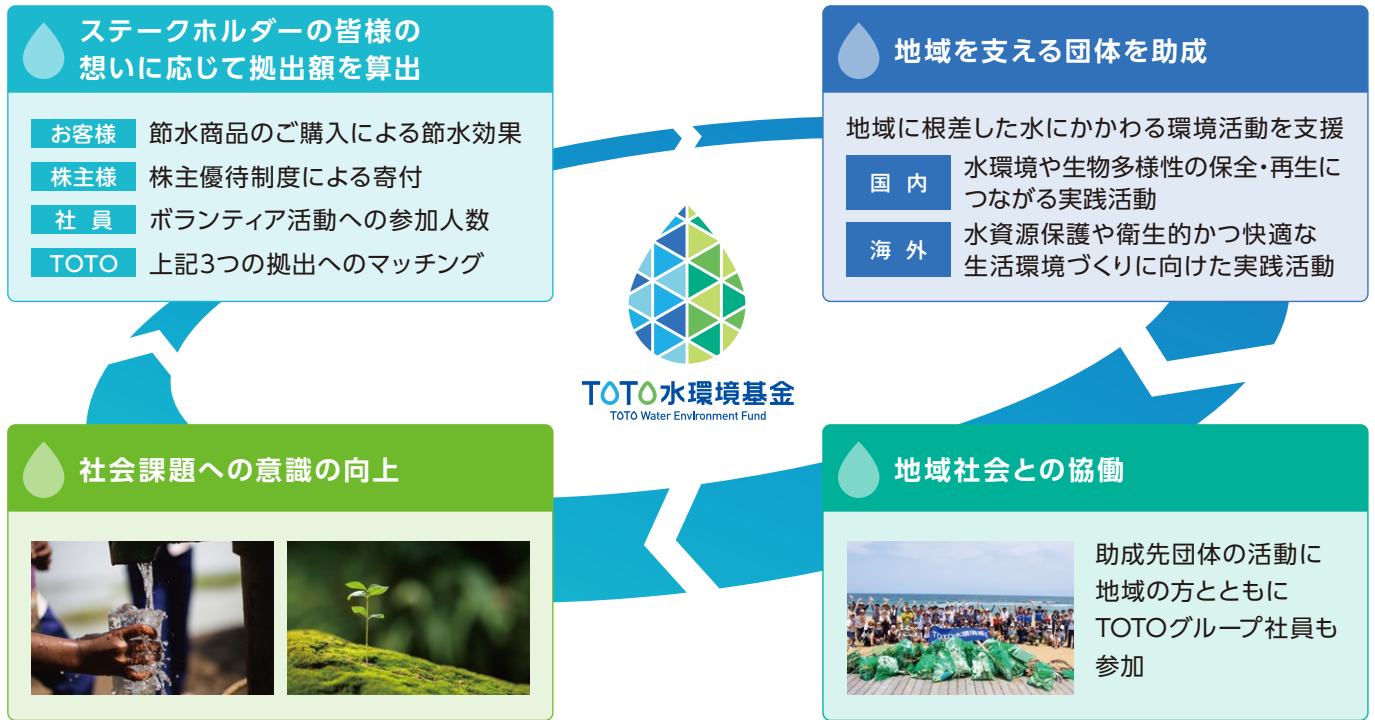 ステークホルダーの皆様の
想いに応じて拠出額を算出
お客様 節水商品のご購入による節水効果
株主様 株主優待制度による寄付
社 員 ボランティア活動への参加人数
TOTO 上記3つの拠出へのマッチング
地域を支える団体を助成
地域に根差した水にかかわる環境活動を支援
国 内 水環境や生物多様性の保全・再生に
つながる実践活動
海 外 水資源保護や衛生的かつ快適な
生活環境づくりに向けた実践活動
TOTO水環境基金
TOTO Water Environment Fund
社会課題への意識の向上
地域社会との協働
助成先団体の活動に
地域の方とともに
TOTOグループ社員も
参加